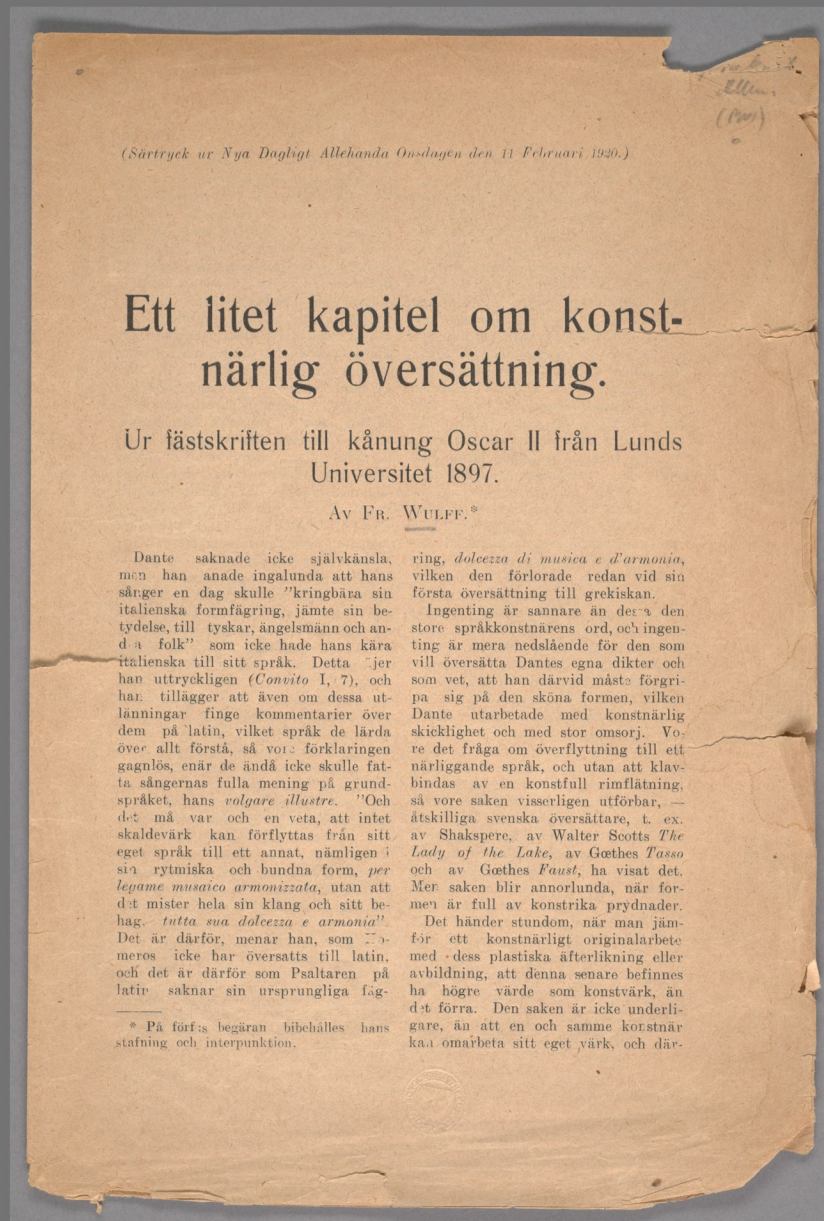 (Särtryck ur Nya Dagligt Allehanda Onsdagen den 11 Februari 1920.)
Ett litet kapitel om konst-
närlig översättning.
Ur fästskriften till kånung Oscar II från Lunds
Universitet 1897.
Av Fr. Wulff.*
Dante saknade icke självkänsla,
men han anade ingalunda att hans
sånger en dag skulle ”kringbära sin
italienska formfägring, jämte sin be-
tydelse, till tyskar, ängelsmänn och an-
dra folk” som icke hade hans kära
italienska till sitt språk. Detta
han uttryckligen (Convito I, 7), och
han tillägger att även om dessa ut-
länningar finge kommentarier över
dem på latin, vilket språk de lärda
över allt förstå, så vore förklaringen
gagnlös, enär de ändå icke skulle fat-
ta sångernas fulla mening på grund-
språket, hans volgare illustre. ”Och
det må var och en veta, att intet
skaldevärk kan förflyttas från sitt
eget språk till ett annat, nämligen i
sin rytmiska och bundna form, per
legame musaico armonizzata, utan att
det mister hela sin klang och sitt be-
hag, tutta sua dolcezza e armonia”.
Det är därför, menar han, som Ho-
meros icke har översatts till latin,
och det är därför som Psaltaren på
latin saknar sin ursprungliga fäg-
* På förf:s begäran bibehålles hans
stafning och interpunktion.
ring, dolcezza di musica e d'armonia,
vilken den förlorade redan vid sin
första översättning till grekiskan.
Ingenting är sannare än dessa den
store språkkonstnärens ord, och ingen-
ting är mera nedslående för den som
vill översätta Dantes egna dikter och
som vet, att han därvid måste förgri-
pa sig på den sköna formen, vilken
Dante utarbetade med konstnärlig
skicklighet och med stor omsorj. Vo-
re det fråga om överflyttning till ett
närliggande språk, och utan att klav-
bindas av en konstfull rimflätning,
så vore saken visserligen utförbar, —
åtskilliga svenska översättare, t. ex.
av Shakspere, av Walter Scotts The
Lady of the Lake, av Gœthes Tasso
och av Gœthes Faust, ha visat det.
Men saken blir annorlunda, när for-
men är full av konstrika prydnader.
Det händer stundom, när man jäm-
för ett konstnärligt originalarbete
med dess plastiska äfterlikning eller
avbildning, att denna senare befinnes
ha högre värde som konstvärk, än
det förra. Den saken är icke underli-
gare, än att en och samme konstnär
kan omarbeta sitt eget värk, och där-